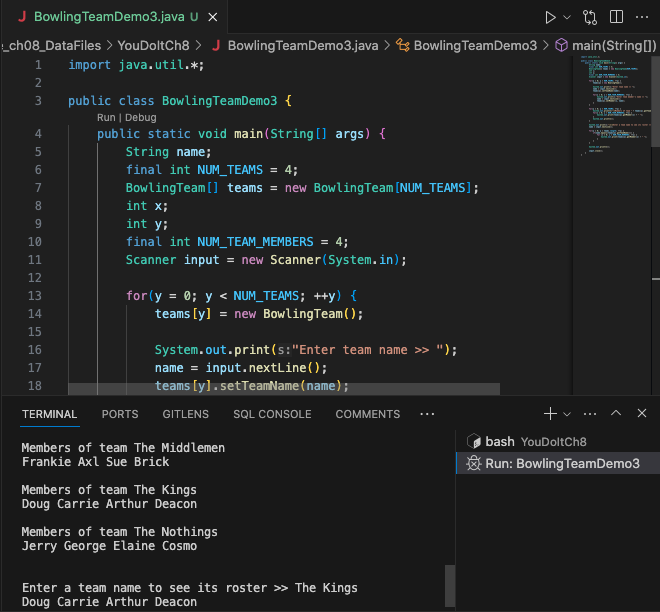 J BowlingTeamDemo3.java U ×
e_ch08_DataFiles > YouDoItCh8 > J BowlingTeamDemo3.java > BowlingTeamDemo3 > main(String[])
1 import java.util.*;
2
3 public class BowlingTeamDemo3 {
Run | Debug
4 public static void main(String[] args) {
5 String name;
6 final int NUM_TEAMS = 4;
7 BowlingTeam[] teams = new BowlingTeam[NUM_TEAMS];
8 int x;
9 int y;
10 final int NUM_TEAM_MEMBERS = 4;
11 Scanner input = new Scanner(System.in);
12
13 for(y = 0; y < NUM_TEAMS; ++y) {
14 teams[y] = new BowlingTeam();
15
16 System.out.print(s:"Enter team name >> ");
17 name = input.nextLine();
18 teams[y].setTeamName(name);
TERMINAL PORTS GITLENS SQL CONSOLE COMMENTS ···
bash YouDoItCh8
Run: BowlingTeamDemo3
Members of team The Middlemen
Frankie Axl Sue Brick
Members of team The Kings
Doug Carrie Arthur Deacon
Members of team The Nothings
Jerry George Elaine Cosmo
Enter a team name to see its roster >> The Kings
Doug Carrie Arthur Deacon